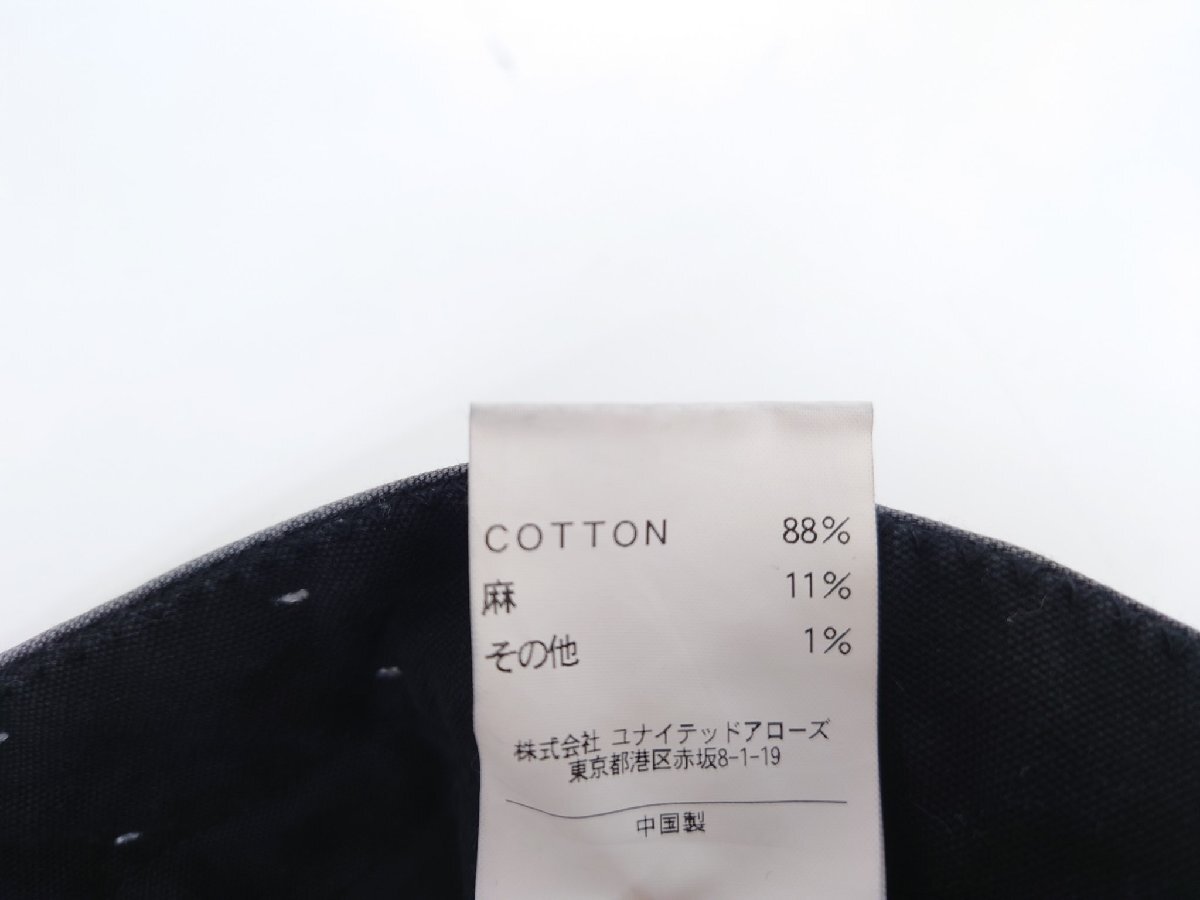 COTTON 88%
麻 11%
その他 1%
株式会社 ユナイテッドアローズ
東京都港区赤坂8-1-19
中国製